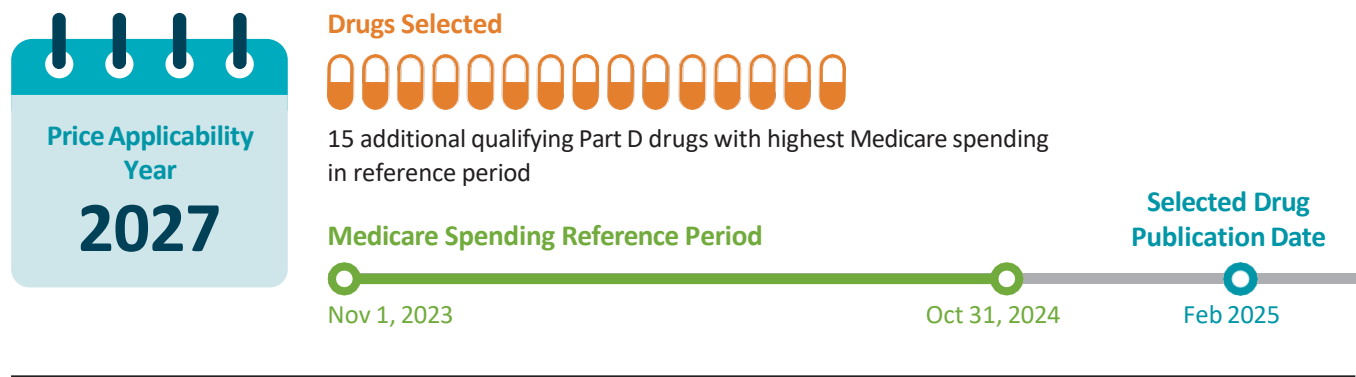 Price Applicability
Year
2027
Drugs Selected
15 additional qualifying Part D drugs with highest Medicare spending
in reference period
Medicare Spending Reference Period
Nov 1, 2023
Oct 31, 2024
Selected Drug
Publication Date
Feb 2025